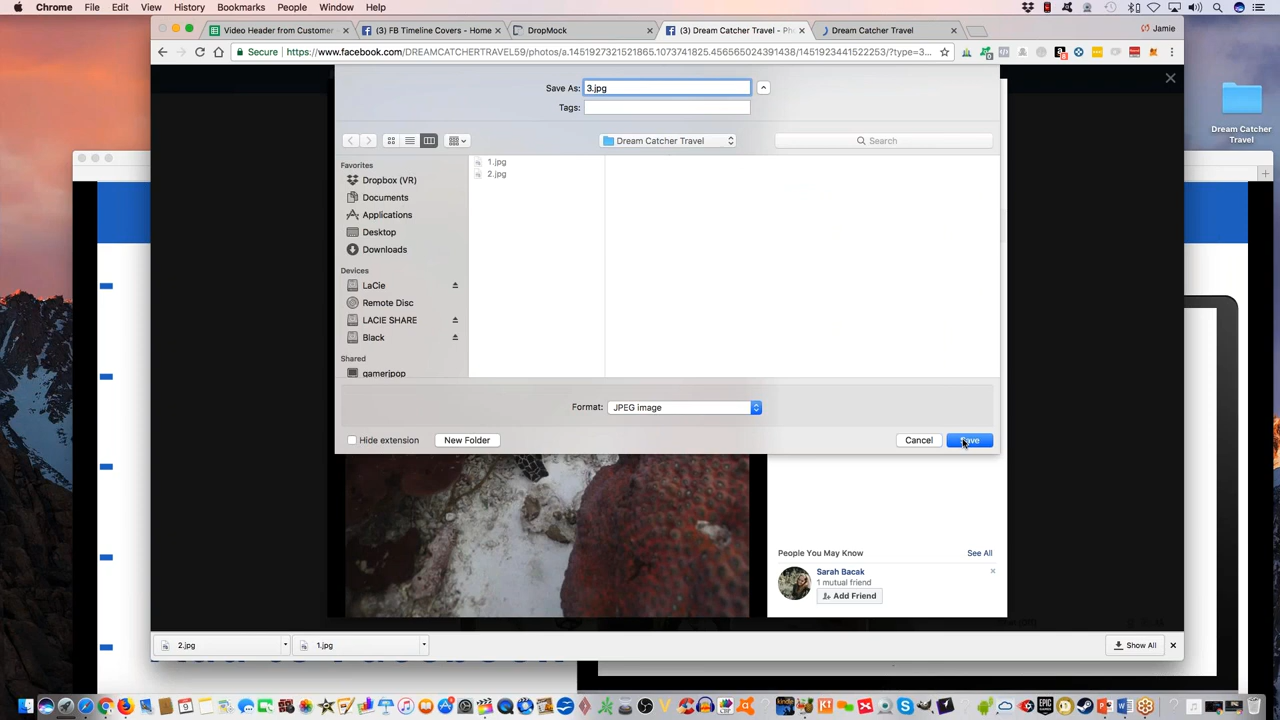 Chrome File Edit View History Bookmarks People Window Help
Video Header from Customer
(3) FB Timeline Covers - Home
DropMock
(3) Dream Catcher Travel - Ph
Dream Catcher Travel
Jamie
Secure https://www.facebook.com/DREAMCATCHERTRAVEL59/photos/a.1451927321521865.1073741825.456565024391438/1451923441522253/?type=3...
Save As: 3.jpg
Tags:
Dream Catcher Travel
Search
Dream Catcher
Travel
Favorites
1.jpg
2.jpg
Dropbox (VR)
Documents
Applications
Desktop
Downloads
Devices
LaCie
Remote Disc
LACIE SHARE
Black
Shared
gamerjpop
Format: JPEG image
Hide extension
New Folder
Cancel
Save
People You May Know
See All
Sarah Bacak
1 mutual friend
Add Friend
2.jpg
1.jpg
Show All